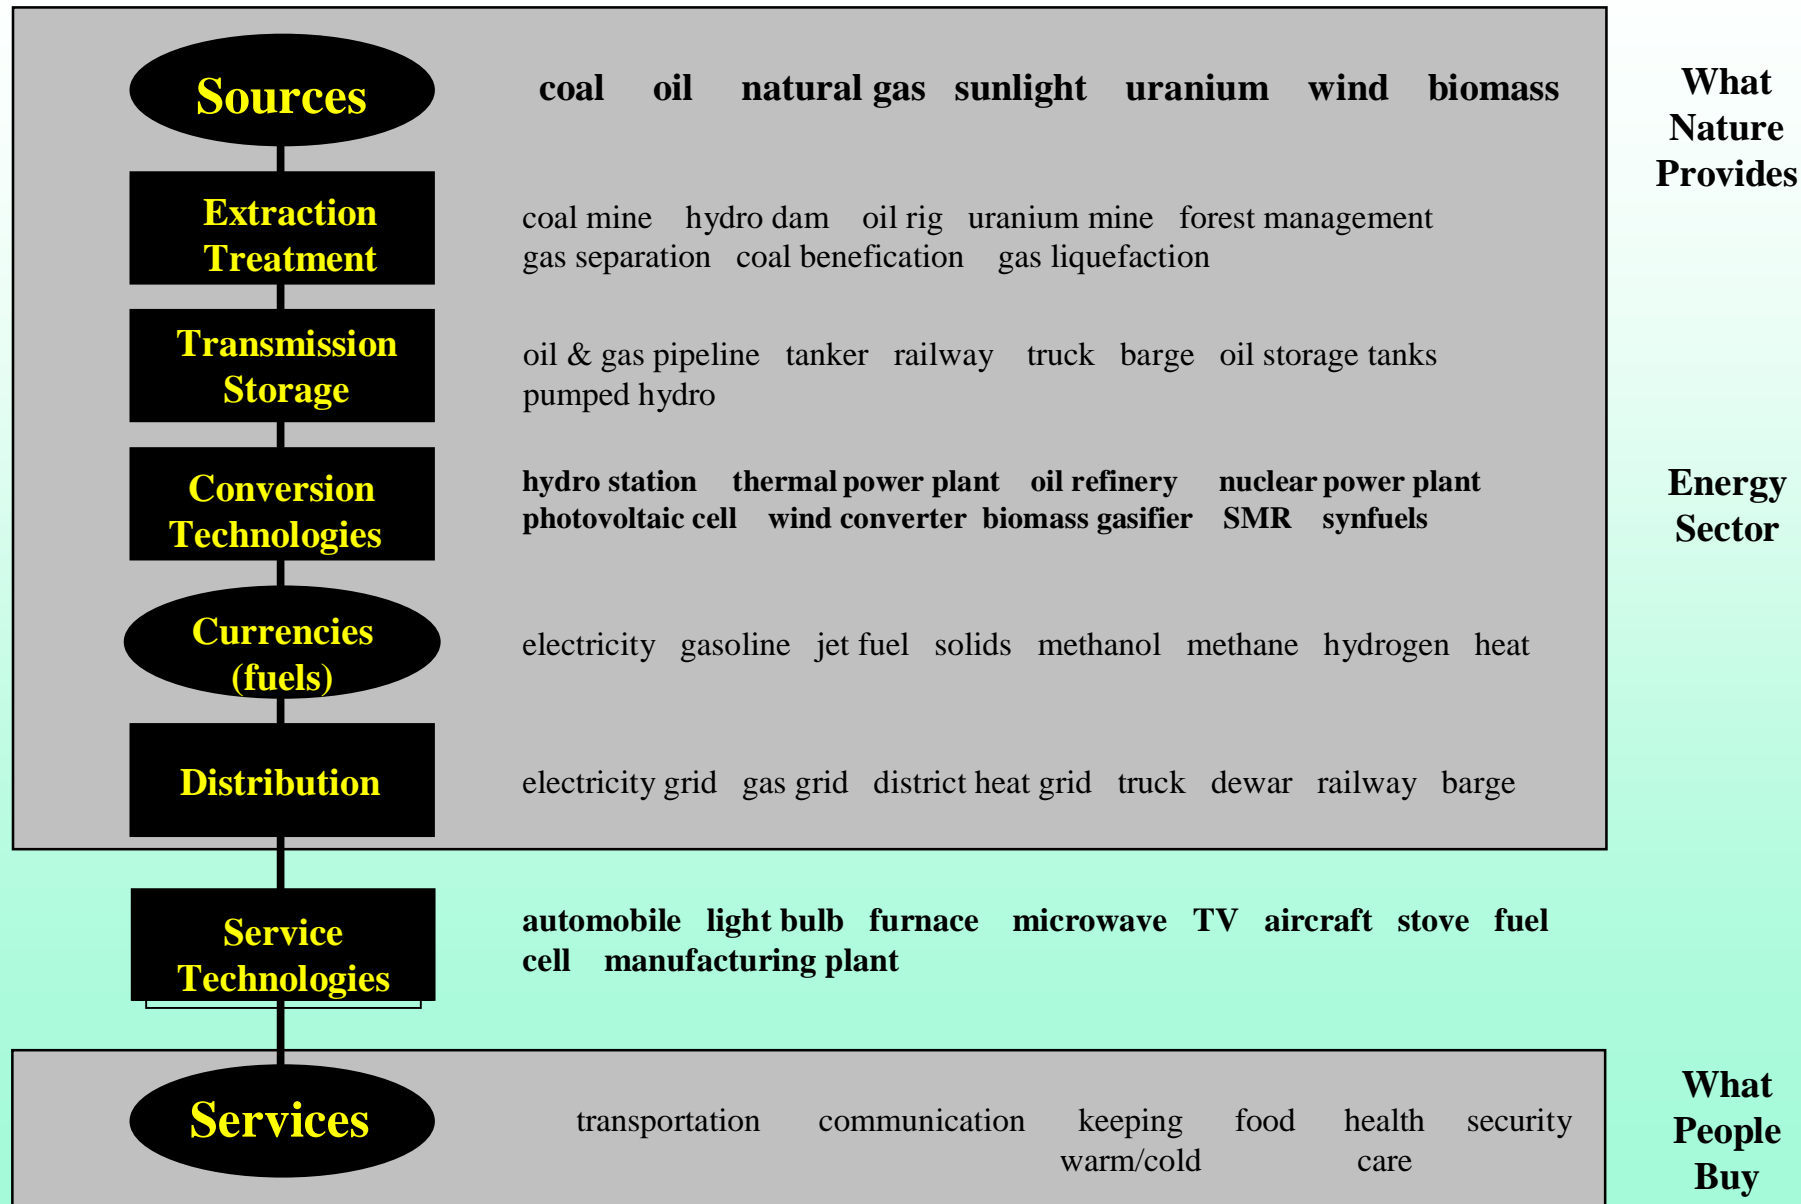 Sources
coal oil natural gas sunlight uranium wind biomass
What
Nature
Provides
Extraction
Treatment
coal mine hydro dam oil rig uranium mine forest management
gas separation coal benefication gas liquefaction
Transmission
Storage
oil & gas pipeline tanker railway truck barge oil storage tanks
pumped hydro
Conversion
Technologies
hydro station thermal power plant oil refinery nuclear power plant
photovoltaic cell wind converter biomass gasifier SMR synfuels
Energy
Sector
Currencies
(fuels)
electricity gasoline jet fuel solids methanol methane hydrogen heat
Distribution
electricity grid gas grid district heat grid truck dewar railway barge
Service
Technologies
automobile light bulb furnace microwave TV aircraft stove fuel
cell manufacturing plant
Services
transportation communication keeping food health security
warm/cold care
What
People
Buy